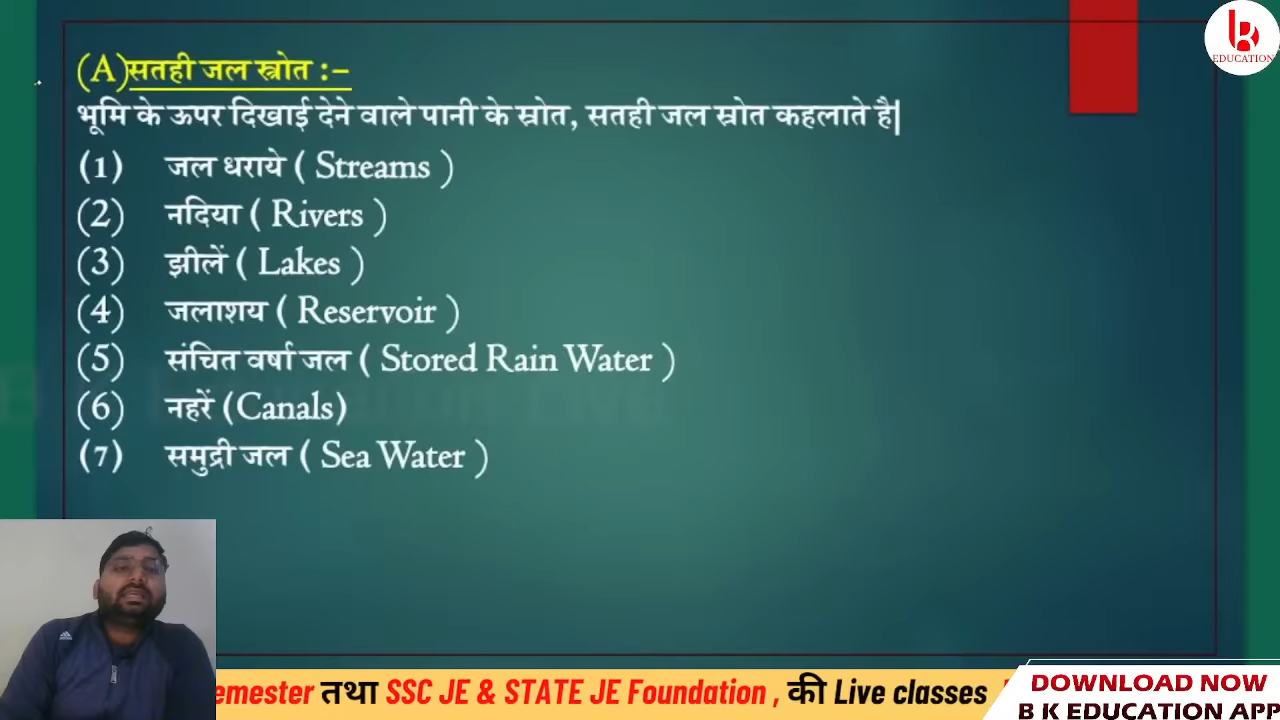 (A)सतही जल स्त्रोत :–
भूमि के ऊपर दिखाई देने वाले पानी के स्रोत, सतही जल स्रोत कहलाते है|
(1) जल धराये ( Streams )
(2) नदिया ( Rivers )
(3) झीलें ( Lakes )
(4) जलाशय ( Reservoir )
(5) संचित वर्षा जल ( Stored Rain Water )
(6) नहरें (Canals)
(7) समुद्री जल ( Sea Water )
EDUCATION
emester तथा SSC JE & STATE JE Foundation , की Live classes
DOWNLOAD NOW
B K EDUCATION APP